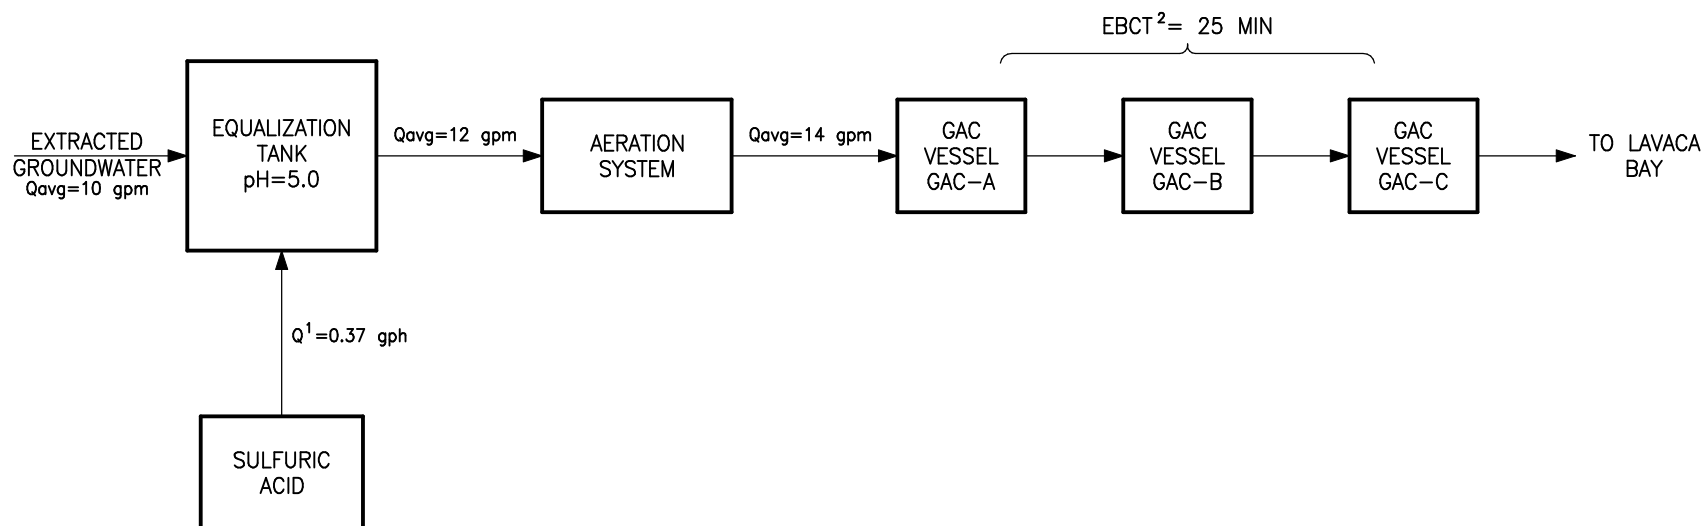 EBCT² = 25 MIN
EXTRACTED
GROUNDWATER
Qavg=10 gpm
EQUALIZATION
TANK
pH=5.0
Qavg=12 gpm
AERATION
SYSTEM
Qavg=14 gpm
GAC
VESSEL
GAC-A
GAC
VESSEL
GAC-B
GAC
VESSEL
GAC-C
TO LAVACA
BAY
Q¹=0.37 gph
SULFURIC
ACID